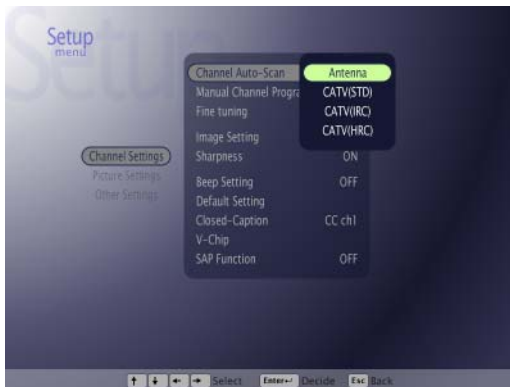 Setup
menu
Channel Auto-Scan Antenna
Manual Channel Progra CATV(STD)
Fine tuning CATV(IRC)
CATV(HRC)
Image Setting
Channel Settings Sharpness ON
Picture Settings
Beep Setting OFF
Other Settings
Default Setting
Closed-Caption CC ch1
V-Chip
SAP Function OFF
↑ ↓ ← → Select Enter↵ Decide Esc Back